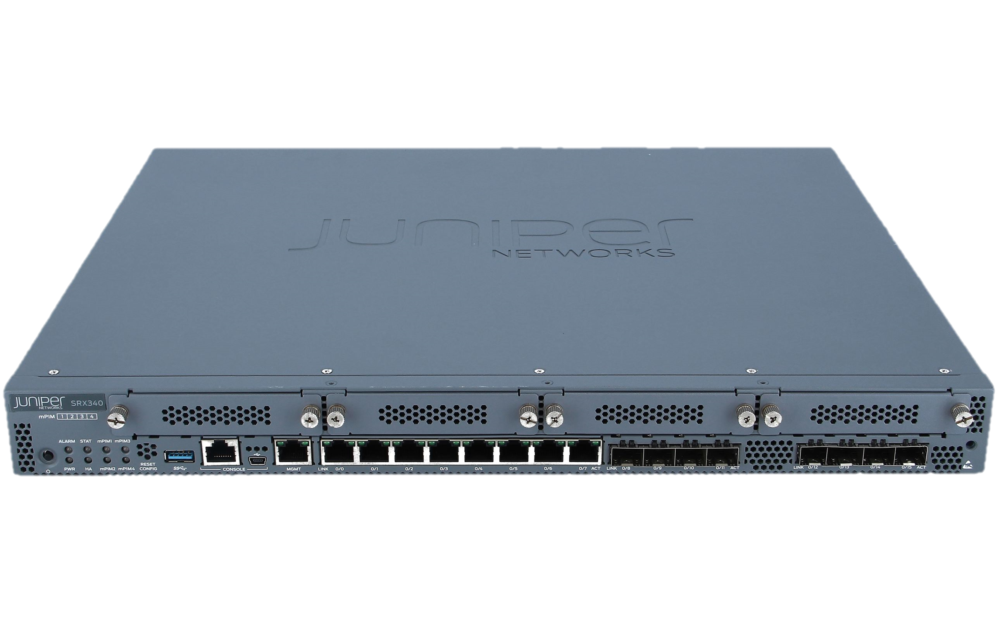 Juniper
NETWORKS
Juniper SRX340
NETWORKS
mPIM 1 2 3 4
ALARM STAT mPIM1 mPIM3
PWR HA mPIM2 mPIM4
RESET
CONFIG
CONSOLE
MGMT
LINK 0/0 0/1 0/2 0/3 0/4 0/5 0/6 0/7 ACT
LINK 0/8 0/9 0/10 0/11 ACT
LINK 0/12 0/13 0/14 0/15 ACT